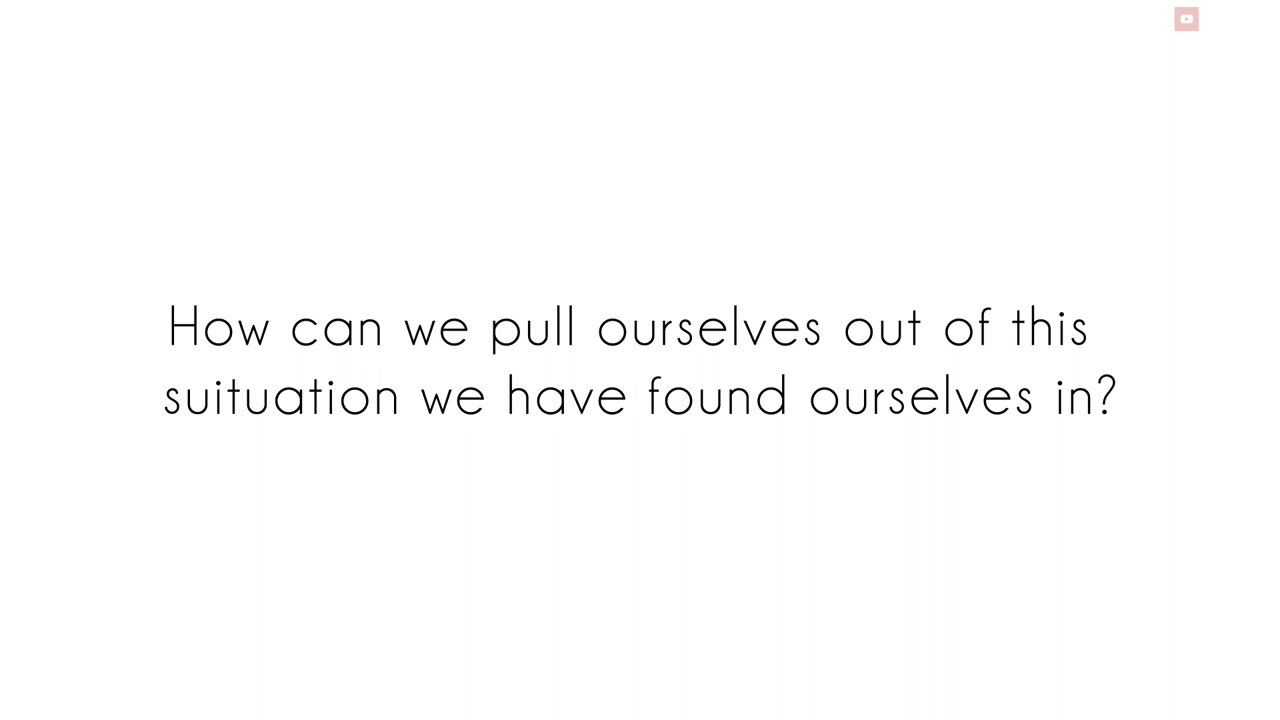 How can we pull ourselves out of this
suituation we have found ourselves in?